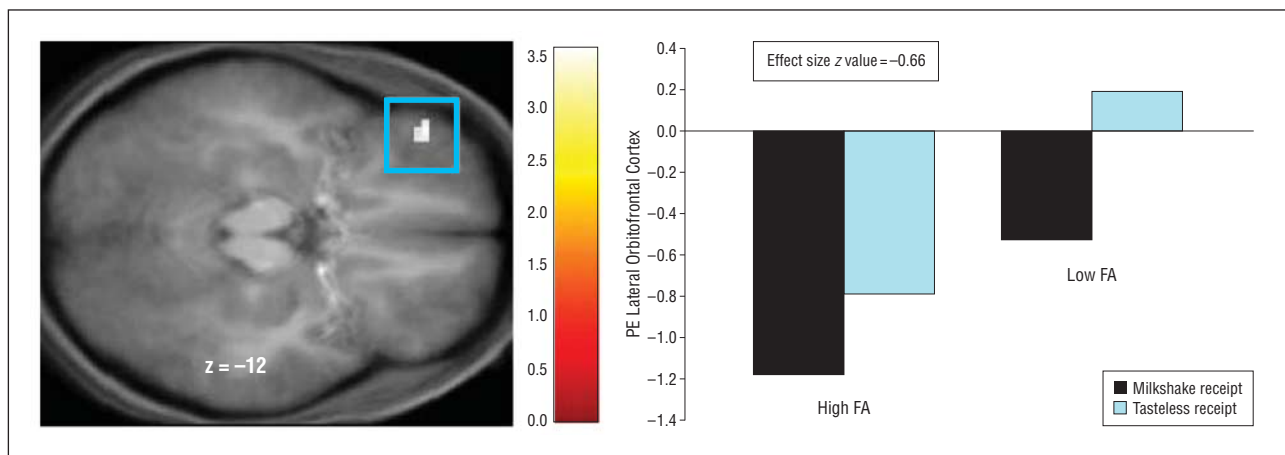 z = –12
3.5
3.0
2.5
2.0
1.5
1.0
0.5
0.0
PE Lateral Orbitofrontal Cortex
0.4
0.2
0.0
–0.2
–0.4
–0.6
–0.8
–1.0
–1.2
–1.4
Effect size z value = –0.66
High FA
Low FA
Milkshake receipt
Tasteless receipt